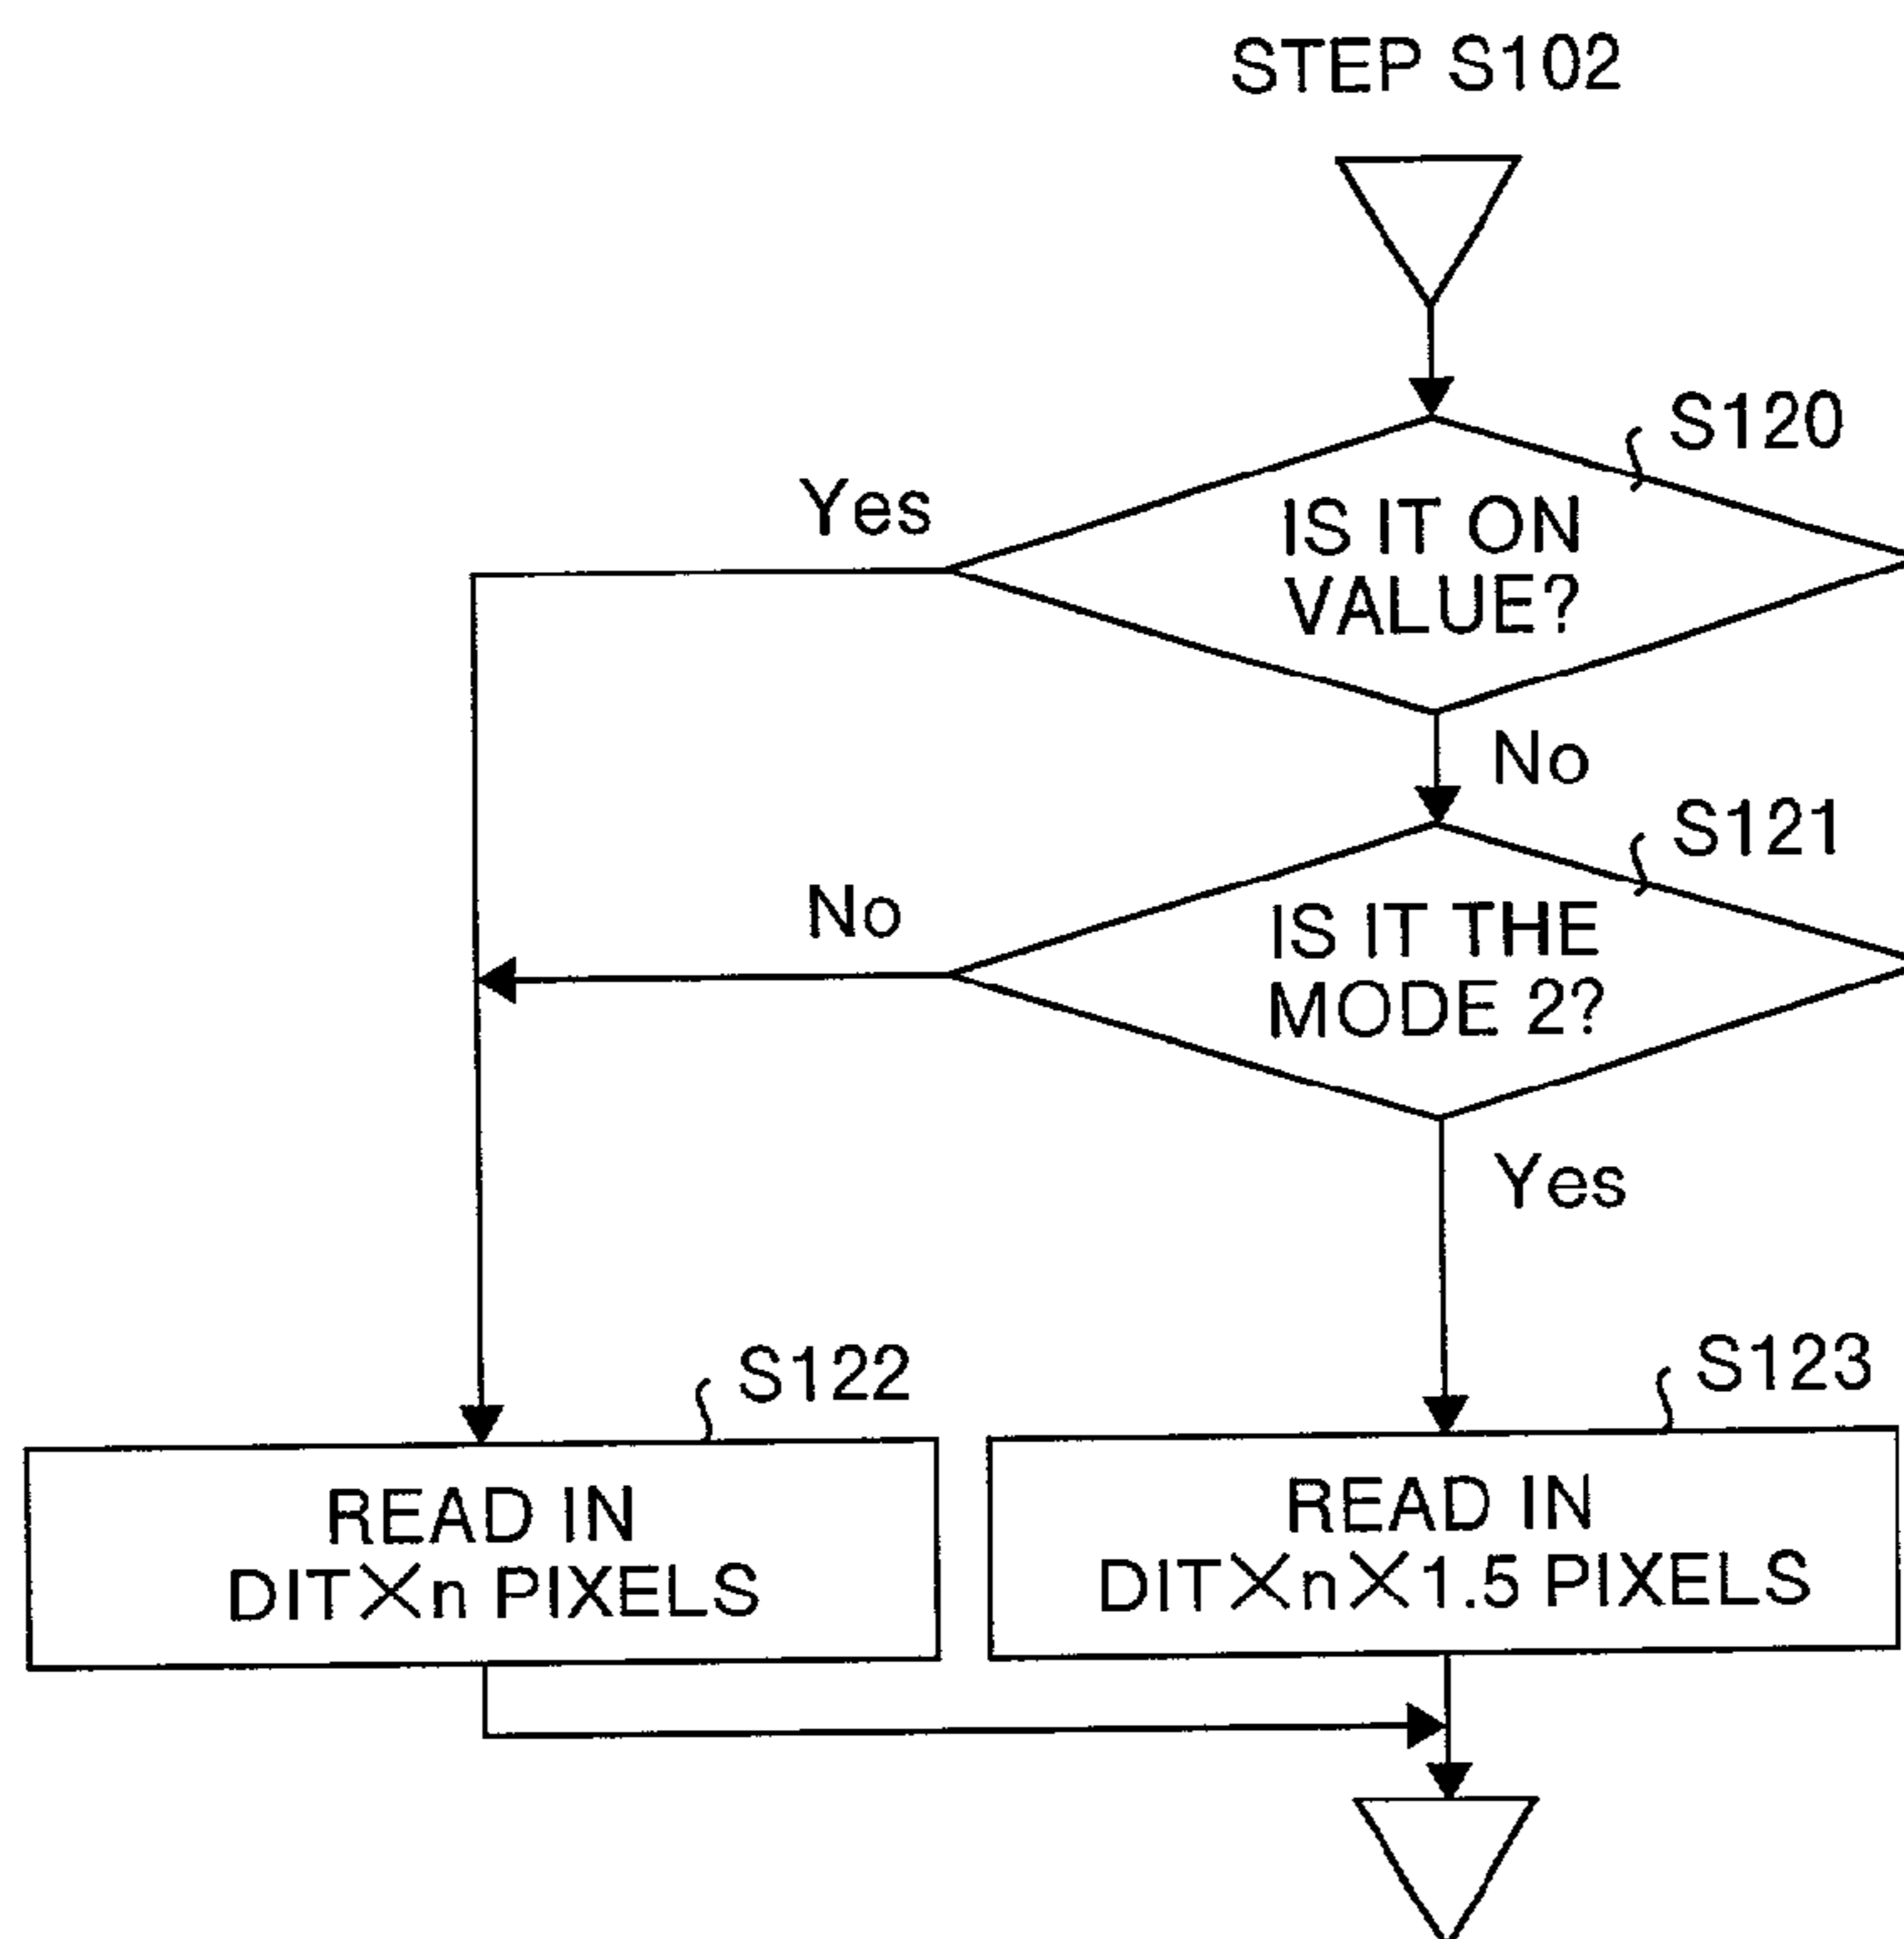 STEP S102
S120
Yes
IS IT ON
VALUE?
No
S121
No
IS IT THE
MODE 2?
Yes
S122
S123
READ IN
DIT×n PIXELS
READ IN
DIT×n×1.5 PIXELS